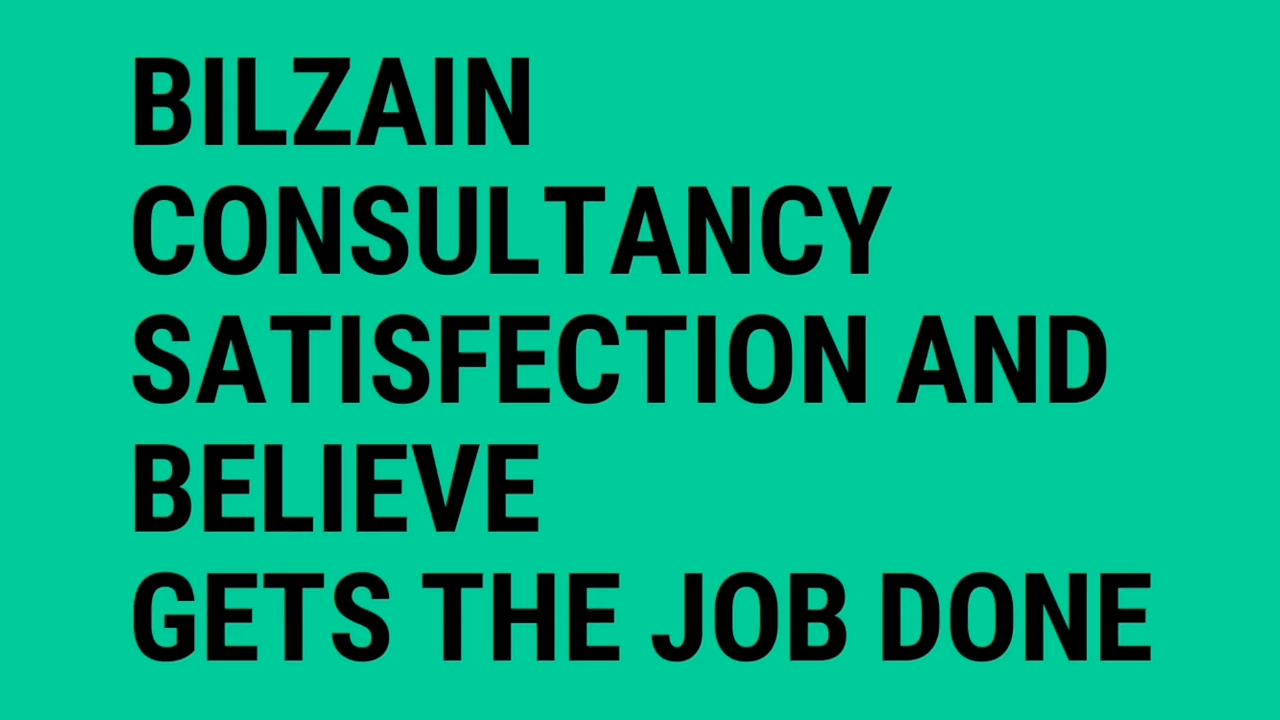 BILZAIN
CONSULTANCY
SATISFECTION AND
BELIEVE
GETS THE JOB DONE